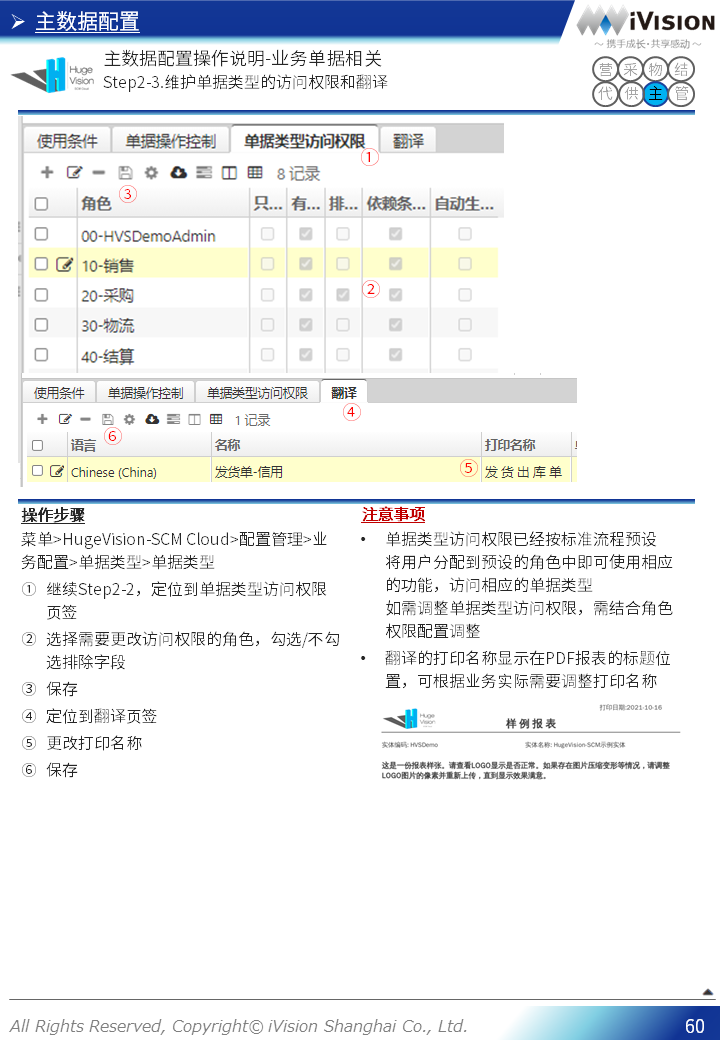 主数据配置
iVISION
～ 携手成长·共享感动 ～
主数据配置操作说明-业务单据相关
Step2-3.维护单据类型的访问权限和翻译
Huge
Vision
营 采 物 结
代 供 主 管
使用条件 单据操作控制 单据类型访问权限 翻译
①
8 记录
③
角色 只... 有... 排... 依赖条... 自动生...
00-HVSDemoAdmin
10-销售
20-采购 ②
30-物流
40-结算
使用条件 单据操作控制 单据类型访问权限 翻译
④
1 记录
⑥
语言 名称 打印名称
Chinese (China) 发货单-信用 ⑤ 发 货 出 库 单
操作步骤
菜单>HugeVision-SCM Cloud>配置管理>业
务配置>单据类型>单据类型
① 继续Step2-2，定位到单据类型访问权限
页签
② 选择需要更改访问权限的角色，勾选/不勾
选排除字段
③ 保存
④ 定位到翻译页签
⑤ 更改打印名称
⑥ 保存
注意事项
• 单据类型访问权限已经按标准流程预设
将用户分配到预设的角色中即可使用相应
的功能，访问相应的单据类型
如需调整单据类型访问权限，需结合角色
权限配置调整
• 翻译的打印名称显示在PDF报表的标题位
置，可根据业务实际需要调整打印名称
打印日期:2021-10-16
Huge
Vision
样 例 报 表
实体编码: HVSDemo 实体名称: HugeVision-SCM示例实体
这是一份报表样张。请查看LOGO显示是否正常。如果存在图片压缩变形等情况，请调整
LOGO图片的像素并重新上传，直到显示效果满意。
All Rights Reserved, Copyright© iVision Shanghai Co., Ltd.
60